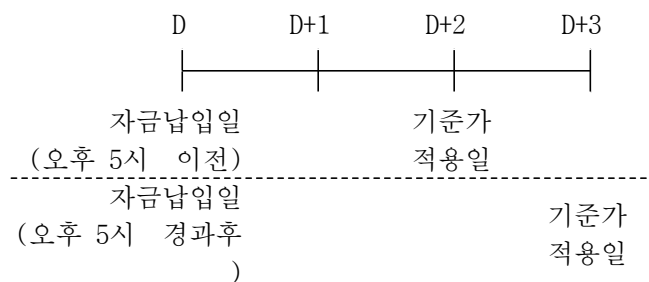 D D+1 D+2 D+3
자금납입일 기준가
(오후 5시 이전) 적용일
자금납입일
기준가
(오후 5시 경과후
적용일
)